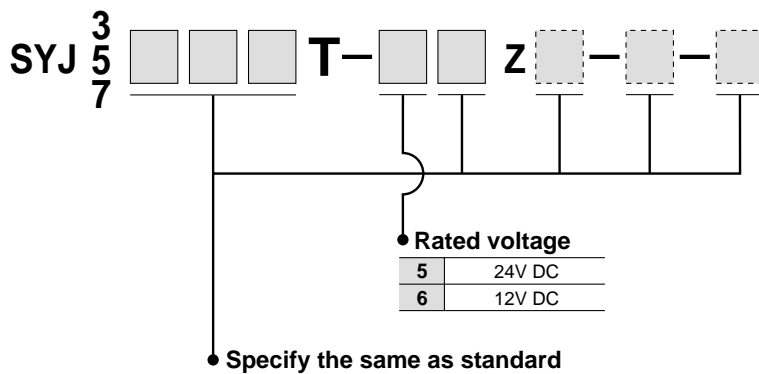 3
SYJ 5 T – Z – –
7
Rated voltage
5 24V DC
6 12V DC
Specify the same as standard